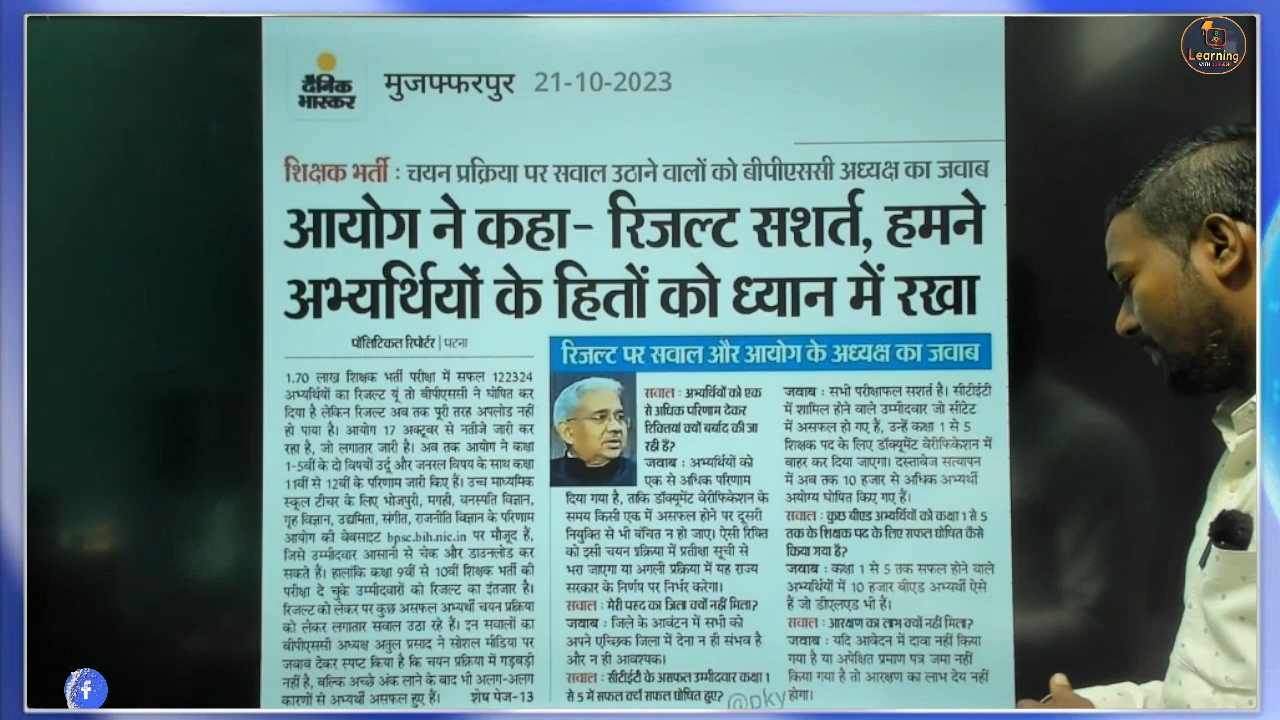 Learning
दैनिक
भास्कर
मुजफ्फरपुर 21-10-2023
शिक्षक भर्ती : चयन प्रक्रिया पर सवाल उठाने वालों को बीपीएससी अध्यक्ष का जवाब
आयोग ने कहा- रिजल्ट सशर्त, हमने
अभ्यर्थियों के हितों को ध्यान में रखा
पॉलिटिकल रिपोर्टर | पटना
1.70 लाख शिक्षक भर्ती परीक्षा में सफल 122324
अभ्यर्थियों का रिजल्ट यूं तो बीपीएससी ने घोषित कर
दिया है लेकिन रिजल्ट अब तक पूरी तरह अपलोड नहीं
हो पाया है। आयोग 17 अक्टूबर से नतीजे जारी कर
रहा है, जो लगातार जारी है। अब तक आयोग ने कक्षा
1-5वीं के दो विषयों उर्दू और जनरल विषय के साथ कक्षा
11वीं से 12वीं के परिणाम जारी किए हैं। उच्च माध्यमिक
स्कूल टीचर के लिए भोजपुरी, मगही, वनस्पति विज्ञान,
गृह विज्ञान, उद्यमिता, संगीत, राजनीति विज्ञान के परिणाम
आयोग की वेबसाइट bpsc.bih.nic.in पर मौजूद हैं,
जिसे उम्मीदवार आसानी से चेक और डाउनलोड कर
सकते हैं। हालांकि कक्षा 9वीं से 10वीं शिक्षक भर्ती की
परीक्षा दे चुके उम्मीदवारों को रिजल्ट का इंतजार है।
रिजल्ट को लेकर पर कुछ असफल अभ्यर्थी चयन प्रक्रिया
को लेकर लगातार सवाल उठा रहे हैं। इन सवालों का
बीपीएससी अध्यक्ष अतुल प्रसाद ने सोशल मीडिया पर
जवाब देकर स्पष्ट किया है कि चयन प्रक्रिया में गड़बड़ी
नहीं है, बल्कि अच्छे अंक लाने के बाद भी अलग-अलग
कारणों से अभ्यर्थी असफल हुए हैं। शेष पेज-13
रिजल्ट पर सवाल और आयोग के अध्यक्ष का जवाब
सवाल : अभ्यर्थियों को एक
से अधिक परिणाम देकर
रिक्तियां क्यों बर्बाद की जा
रही हैं?
जवाब : अभ्यर्थियों को
एक से अधिक परिणाम
दिया गया है, ताकि डॉक्यूमेंट वेरीफिकेशन के
समय किसी एक में असफल होने पर दूसरी
नियुक्ति से भी वंचित न हो जाए। ऐसी रिक्ति
को इसी चयन प्रक्रिया में प्रतीक्षा सूची से
भरा जाएगा या अगली प्रक्रिया में यह राज्य
सरकार के निर्णय पर निर्भर करेगा।
सवाल : मेरी पसंद का जिला क्यों नहीं मिला?
जवाब : जिले के आवंटन में सभी को
अपने एच्छिक जिला में देना न ही संभव है
और न ही आवश्यक।
सवाल : सीटीईटी के असफल उम्मीदवार कक्षा 1
से 5 में सफल क्यों सफल घोषित हुए?
जवाब : सभी परीक्षाफल सशर्त है। सीटीईटी
में शामिल होने वाले उम्मीदवार जो सीटेट
में असफल हो गए हैं, उन्हें कक्षा 1 से 5
शिक्षक पद के लिए डॉक्यूमेंट वेरीफिकेशन में
बाहर कर दिया जाएगा। दस्तावेज सत्यापन
में अब तक 10 हजार से अधिक अभ्यर्थी
अयोग्य घोषित किए गए हैं।
सवाल : कुछ बीएड अभ्यर्थियों को कक्षा 1 से 5
तक के शिक्षक पद के लिए सफल घोषित कैसे
किया गया है?
जवाब : कक्षा 1 से 5 तक सफल होने वाले
अभ्यर्थियों में 10 हजार बीएड अभ्यर्थी ऐसे
हैं जो डीएलएड भी हैं।
सवाल : आरक्षण का लाभ क्यों नहीं मिला?
जवाब : यदि आवेदन में दावा नहीं किया
गया है या अपेक्षित प्रमाण पत्र जमा नहीं
किया गया है तो आरक्षण का लाभ देय नहीं
होगा।
@pky